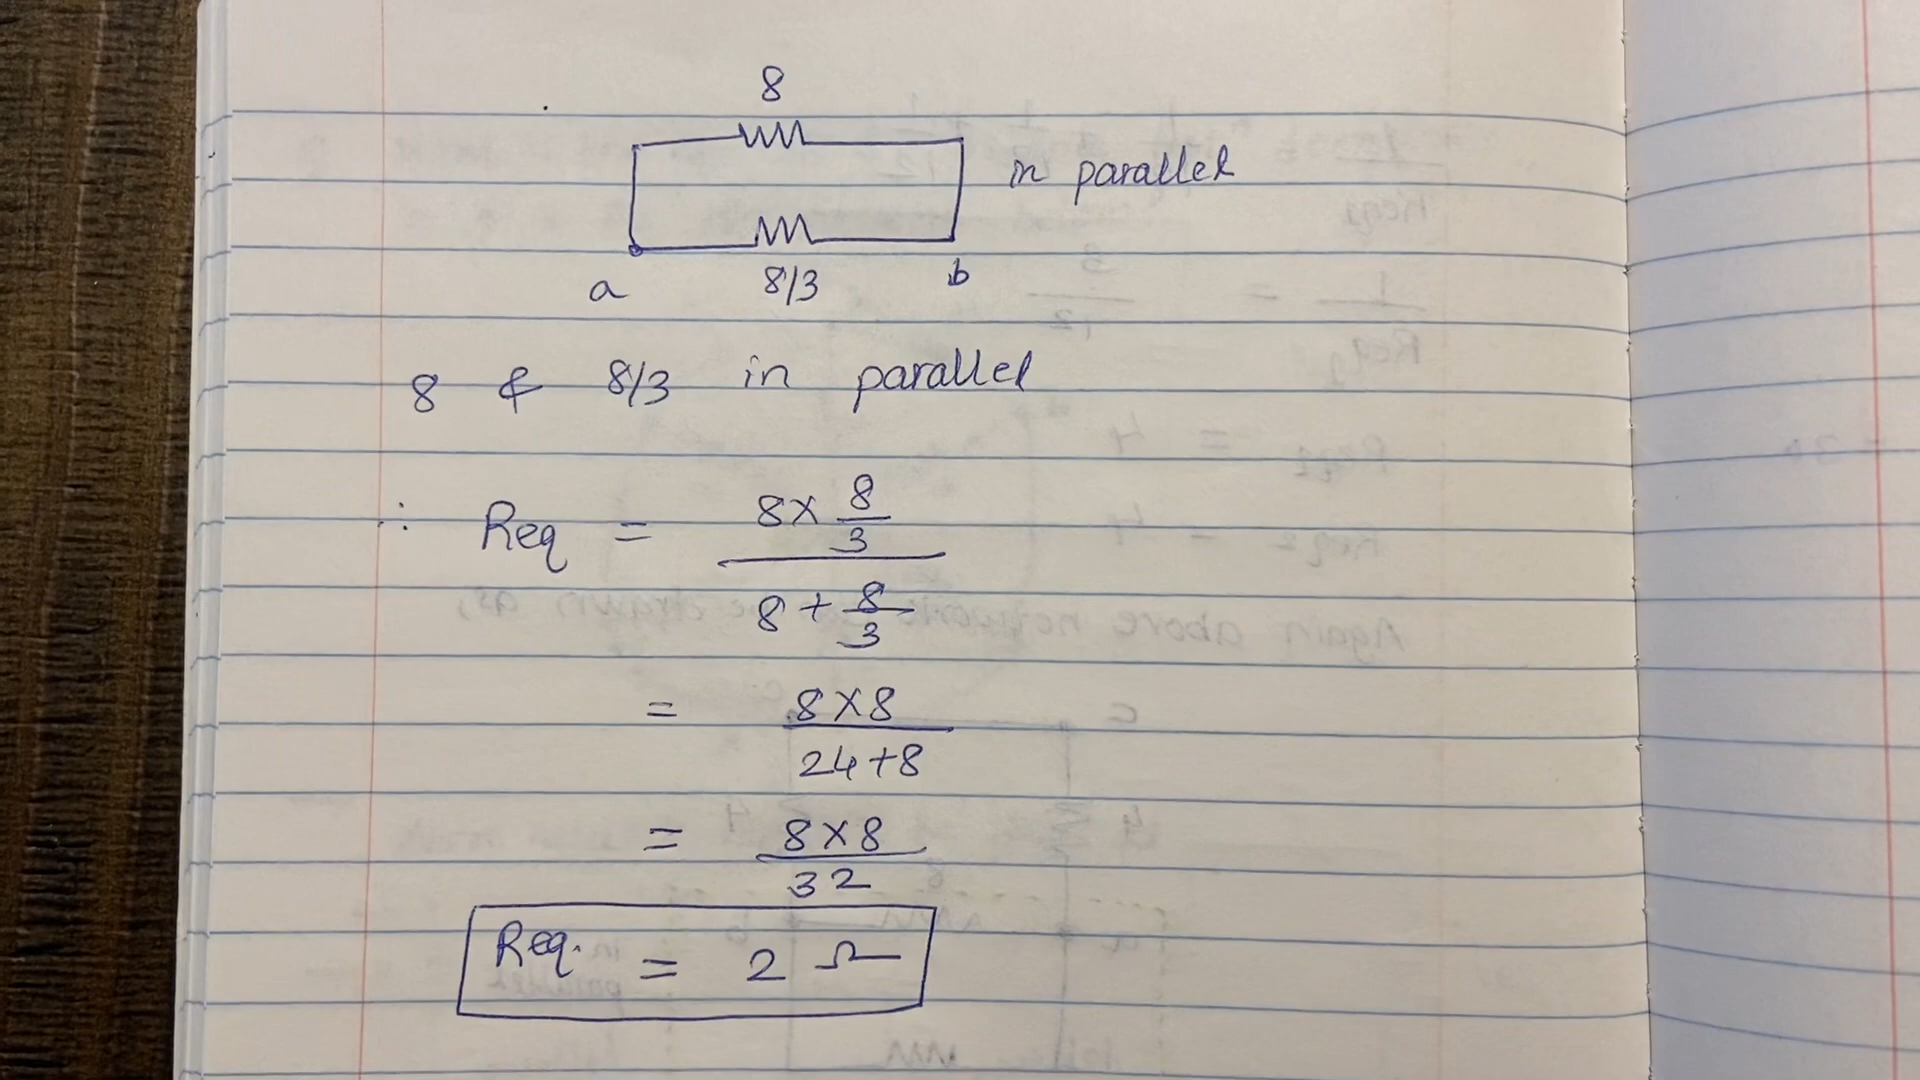 8
in parallel
a 8/3 b
8 & 8/3 in parallel
∴ Req = (8 × 8/3) / (8 + 8/3)
= 8×8 / 24+8
= 8×8 / 32
Req. = 2 Ω